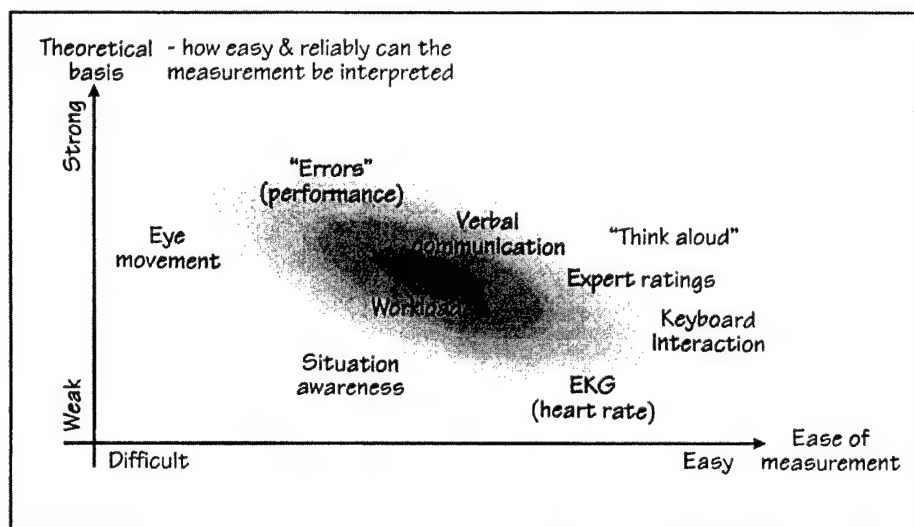 Theoretical basis - how easy & reliably can the
measurement be interpreted
Strong
"Errors"
(performance)
Verbal
communication
"Think aloud"
Eye
movement
Expert ratings
Workload
Keyboard
Interaction
Situation
awareness
EKG
(heart rate)
Weak
Difficult
Easy
Ease of
measurement